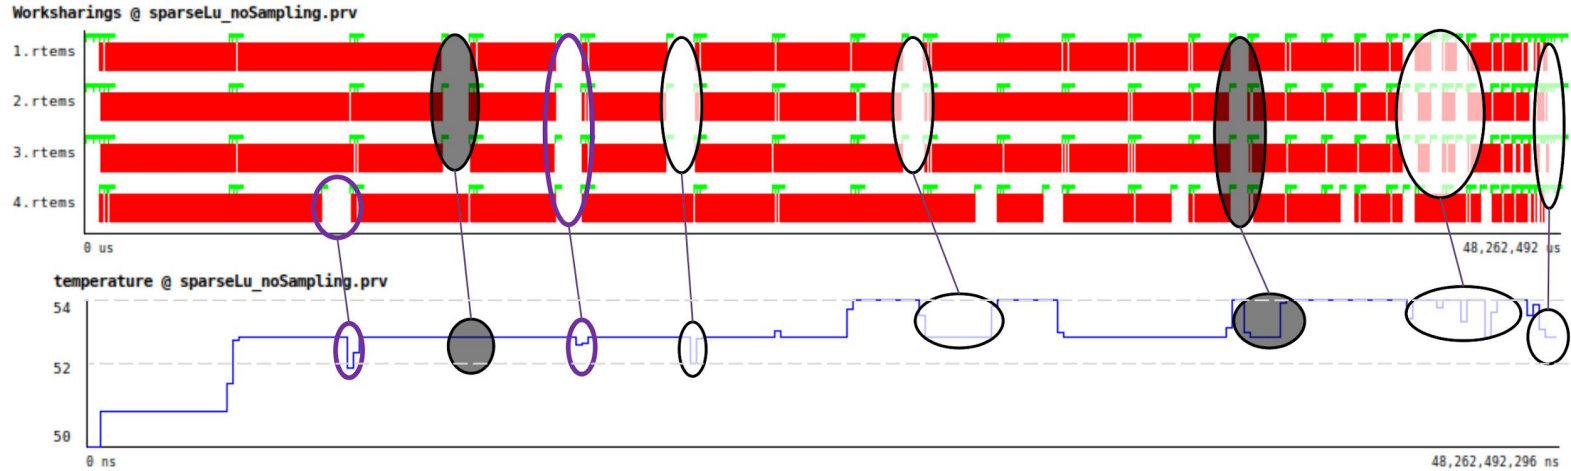 Worksharings @ sparseLu_noSampling.prv
1.rtems
2.rtems
3.rtems
4.rtems
0 us
48,262,492 us
temperature @ sparseLu_noSampling.prv
54
52
50
0 ns
48,262,492,296 ns